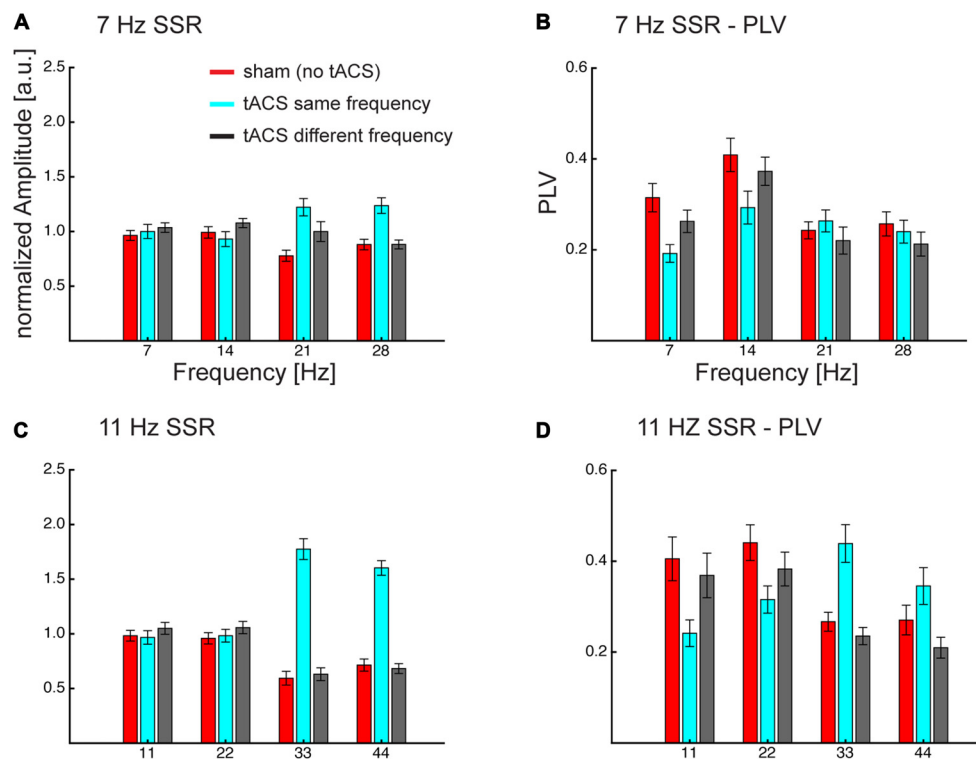 A 7 Hz SSR
normalized Amplitude [a.u.]
2.5
2.0
1.5
1.0
0.5
sham (no tACS)
tACS same frequency
tACS different frequency
7 14 21 28
Frequency [Hz]
B 7 Hz SSR - PLV
PLV
0.6
0.4
0.2
7 14 21 28
Frequency [Hz]
C 11 Hz SSR
2.5
2.0
1.5
1.0
0.5
11 22 33 44
D 11 HZ SSR - PLV
0.6
0.4
0.2
11 22 33 44